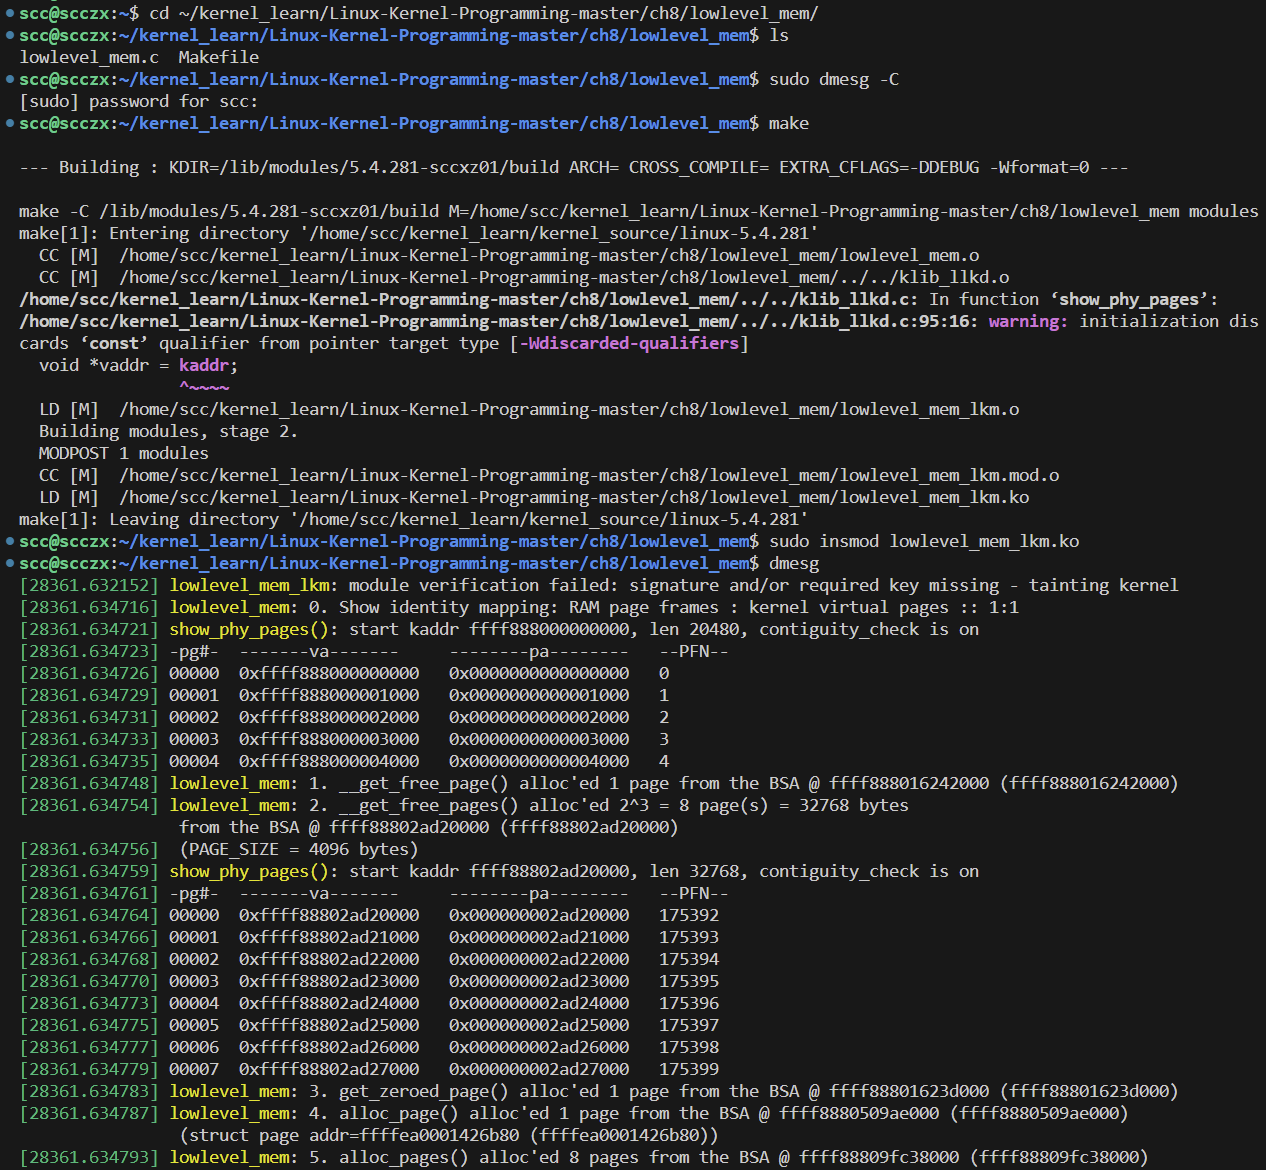 scc@scczx:~$ cd ~/kernel_learn/Linux-Kernel-Programming-master/ch8/lowlevel_mem/
scc@scczx:~/kernel_learn/Linux-Kernel-Programming-master/ch8/lowlevel_mem$ ls
lowlevel_mem.c  Makefile
scc@scczx:~/kernel_learn/Linux-Kernel-Programming-master/ch8/lowlevel_mem$ sudo dmesg -C
[sudo] password for scc:
scc@scczx:~/kernel_learn/Linux-Kernel-Programming-master/ch8/lowlevel_mem$ make
--- Building : KDIR=/lib/modules/5.4.281-sccxz01/build ARCH= CROSS_COMPILE= EXTRA_CFLAGS=-DDEBUG -Wformat=0 ---
make -C /lib/modules/5.4.281-sccxz01/build M=/home/scc/kernel_learn/Linux-Kernel-Programming-master/ch8/lowlevel_mem modules
make[1]: Entering directory '/home/scc/kernel_learn/kernel_source/linux-5.4.281'
  CC [M]  /home/scc/kernel_learn/Linux-Kernel-Programming-master/ch8/lowlevel_mem/lowlevel_mem.o
  CC [M]  /home/scc/kernel_learn/Linux-Kernel-Programming-master/ch8/lowlevel_mem/../../klib_llkd.o
/home/scc/kernel_learn/Linux-Kernel-Programming-master/ch8/lowlevel_mem/../../klib_llkd.c: In function ‘show_phy_pages’:
/home/scc/kernel_learn/Linux-Kernel-Programming-master/ch8/lowlevel_mem/../../klib_llkd.c:95:16: warning: initialization dis
cards ‘const’ qualifier from pointer target type [-Wdiscarded-qualifiers]
  void *vaddr = kaddr;
                ^~~~~
  LD [M]  /home/scc/kernel_learn/Linux-Kernel-Programming-master/ch8/lowlevel_mem/lowlevel_mem_lkm.o
  Building modules, stage 2.
  MODPOST 1 modules
  CC [M]  /home/scc/kernel_learn/Linux-Kernel-Programming-master/ch8/lowlevel_mem/lowlevel_mem_lkm.mod.o
  LD [M]  /home/scc/kernel_learn/Linux-Kernel-Programming-master/ch8/lowlevel_mem/lowlevel_mem_lkm.ko
make[1]: Leaving directory '/home/scc/kernel_learn/kernel_source/linux-5.4.281'
scc@scczx:~/kernel_learn/Linux-Kernel-Programming-master/ch8/lowlevel_mem$ sudo insmod lowlevel_mem_lkm.ko
scc@scczx:~/kernel_learn/Linux-Kernel-Programming-master/ch8/lowlevel_mem$ dmesg
[28361.632152] lowlevel_mem_lkm: module verification failed: signature and/or required key missing - tainting kernel
[28361.634716] lowlevel_mem: 0. Show identity mapping: RAM page frames : kernel virtual pages :: 1:1
[28361.634721] show_phy_pages(): start kaddr ffff888000000000, len 20480, contiguity_check is on
[28361.634723] -pg#-  -------va-------     --------pa--------   --PFN--
[28361.634726] 00000  0xffff888000000000   0x0000000000000000   0
[28361.634729] 00001  0xffff888000001000   0x0000000000001000   1
[28361.634731] 00002  0xffff888000002000   0x0000000000002000   2
[28361.634733] 00003  0xffff888000003000   0x0000000000003000   3
[28361.634735] 00004  0xffff888000004000   0x0000000000004000   4
[28361.634748] lowlevel_mem: 1. __get_free_page() alloc'ed 1 page from the BSA @ ffff888016242000 (ffff888016242000)
[28361.634754] lowlevel_mem: 2. __get_free_pages() alloc'ed 2^3 = 8 page(s) = 32768 bytes
                from the BSA @ ffff88802ad20000 (ffff88802ad20000)
[28361.634756]  (PAGE_SIZE = 4096 bytes)
[28361.634759] show_phy_pages(): start kaddr ffff88802ad20000, len 32768, contiguity_check is on
[28361.634761] -pg#-  -------va-------     --------pa--------   --PFN--
[28361.634764] 00000  0xffff88802ad20000   0x000000002ad20000   175392
[28361.634766] 00001  0xffff88802ad21000   0x000000002ad21000   175393
[28361.634768] 00002  0xffff88802ad22000   0x000000002ad22000   175394
[28361.634770] 00003  0xffff88802ad23000   0x000000002ad23000   175395
[28361.634773] 00004  0xffff88802ad24000   0x000000002ad24000   175396
[28361.634775] 00005  0xffff88802ad25000   0x000000002ad25000   175397
[28361.634777] 00006  0xffff88802ad26000   0x000000002ad26000   175398
[28361.634779] 00007  0xffff88802ad27000   0x000000002ad27000   175399
[28361.634783] lowlevel_mem: 3. get_zeroed_page() alloc'ed 1 page from the BSA @ ffff88801623d000 (ffff88801623d000)
[28361.634787] lowlevel_mem: 4. alloc_page() alloc'ed 1 page from the BSA @ ffff8880509ae000 (ffff8880509ae000)
                (struct page addr=ffffea0001426b80 (ffffea0001426b80))
[28361.634793] lowlevel_mem: 5. alloc_pages() alloc'ed 8 pages from the BSA @ ffff88809fc38000 (ffff88809fc38000)